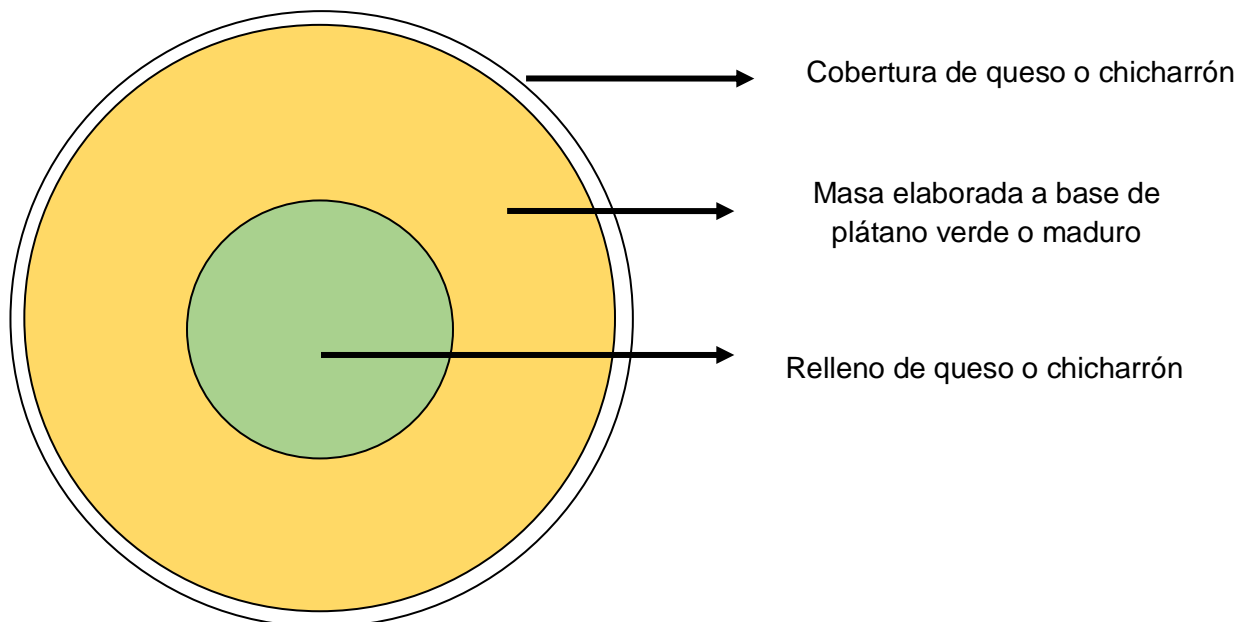 Cobertura de queso o chicharrón
Masa elaborada a base de
plátano verde o maduro
Relleno de queso o chicharrón